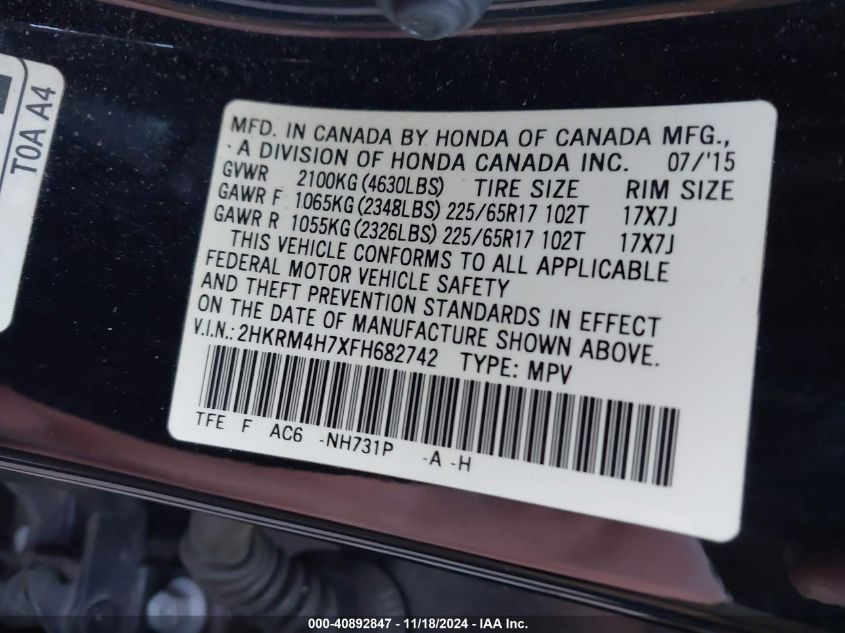 T0A A4
MFD. IN CANADA BY HONDA OF CANADA MFG.,
A DIVISION OF HONDA CANADA INC. 07/'15
GVWR 2100KG (4630LBS) TIRE SIZE RIM SIZE
GAWR F 1065KG (2348LBS) 225/65R17 102T 17X7J
GAWR R 1055KG (2326LBS) 225/65R17 102T 17X7J
THIS VEHICLE CONFORMS TO ALL APPLICABLE
FEDERAL MOTOR VEHICLE SAFETY
AND THEFT PREVENTION STANDARDS IN EFFECT
ON THE DATE OF MANUFACTURE SHOWN ABOVE.
V.I.N.: 2HKRM4H7XFH682742 TYPE: MPV
TFE F AC6 -NH731P -A -H
000-40892847 - 11/18/2024 - IAA Inc.